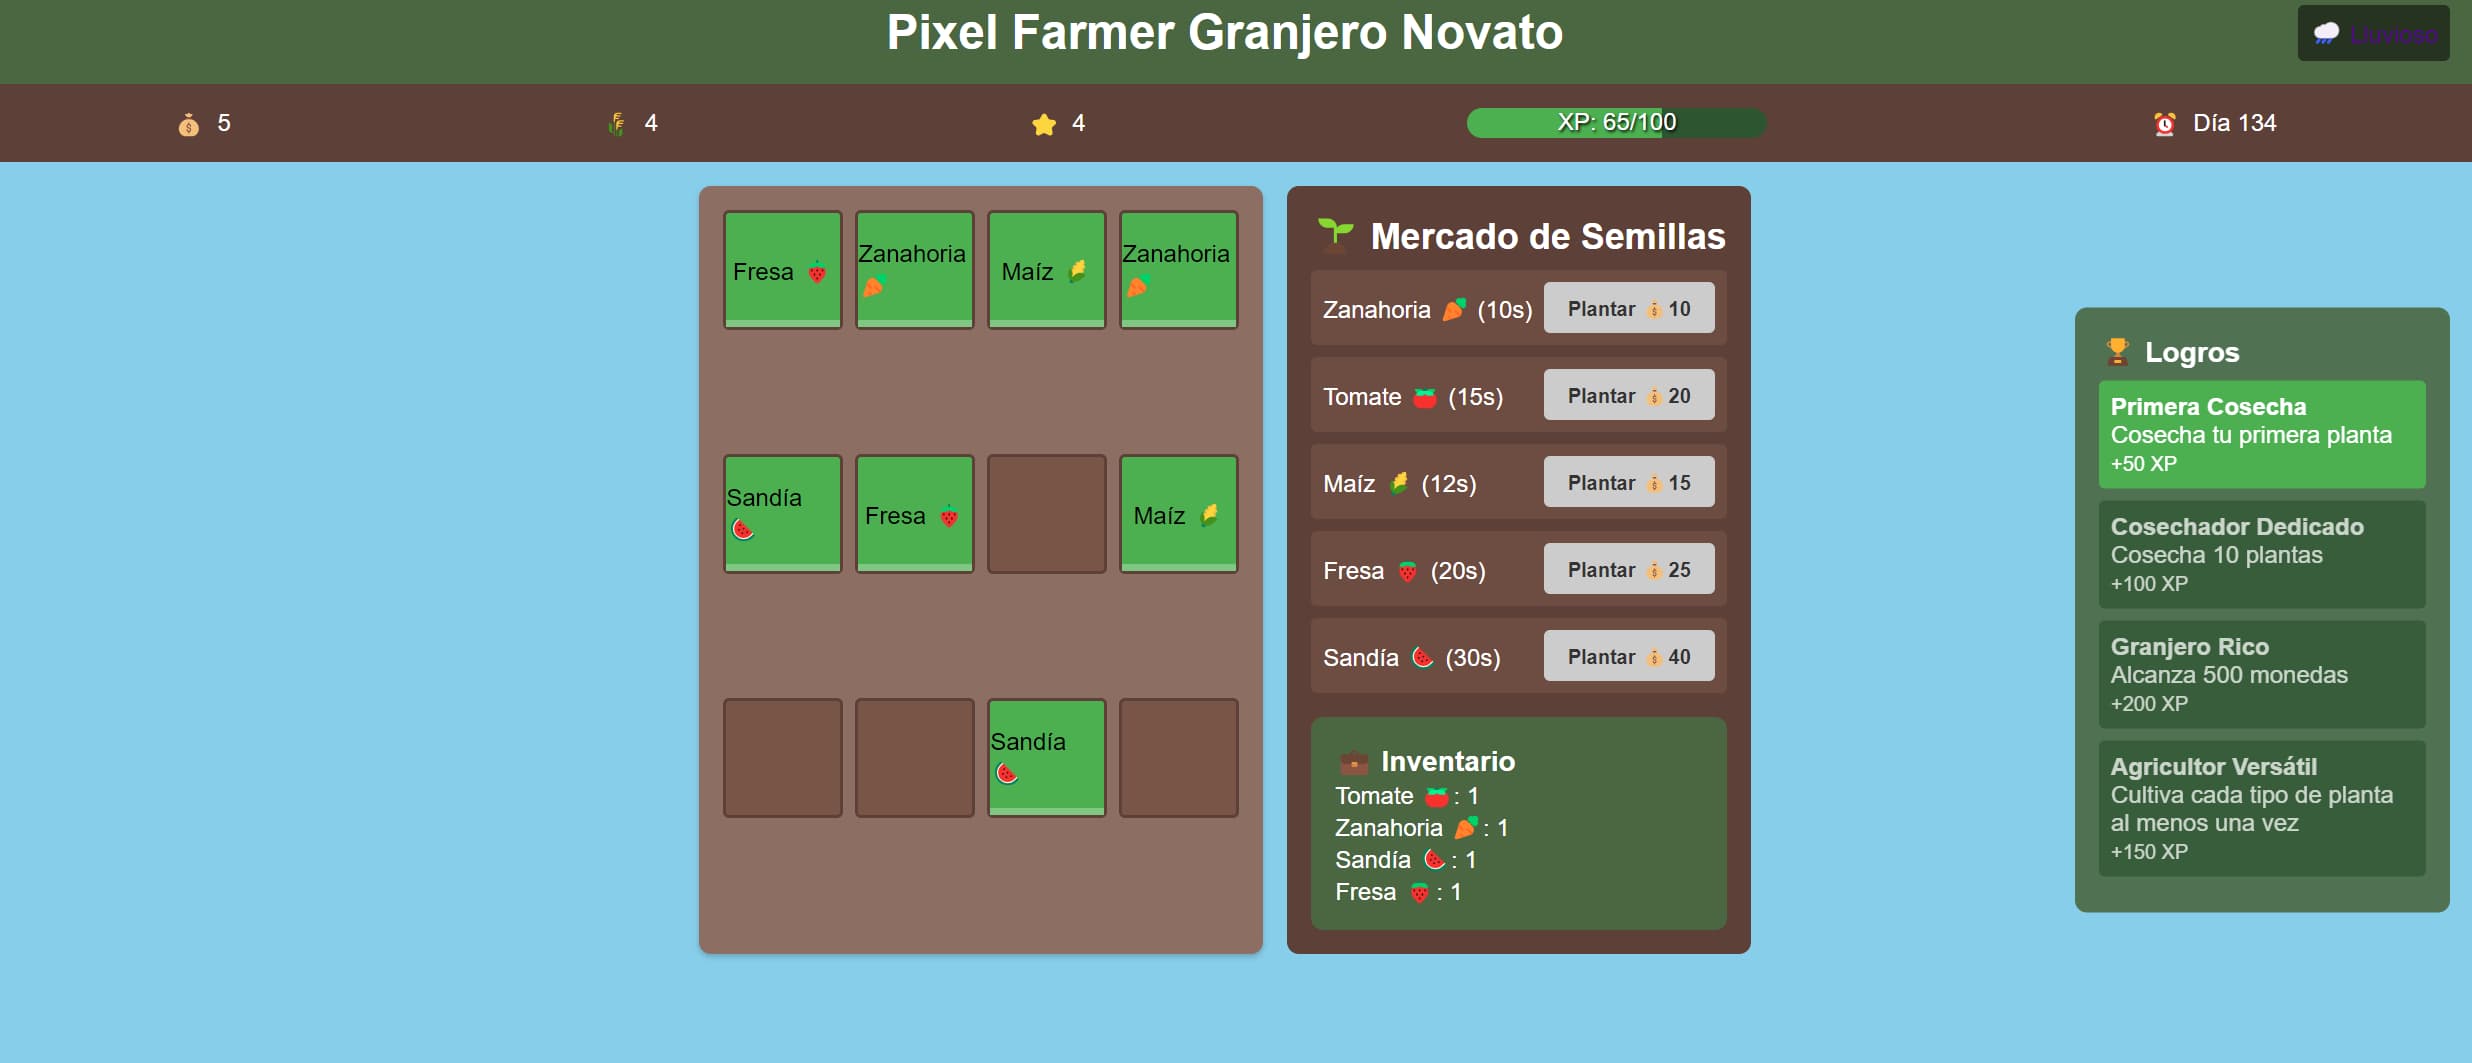 Pixel Farmer Granjero Novato
Lluvioso
5
4
4
XP: 65/100
Día 134
Fresa
Zanahoria
Maíz
Zanahoria
Sandía
Fresa
Maíz
Sandía
Mercado de Semillas
Zanahoria (10s) Plantar 10
Tomate (15s) Plantar 20
Maíz (12s) Plantar 15
Fresa (20s) Plantar 25
Sandía (30s) Plantar 40
Inventario
Tomate : 1
Zanahoria : 1
Sandía : 1
Fresa : 1
Logros
Primera Cosecha
Cosecha tu primera planta
+50 XP
Cosechador Dedicado
Cosecha 10 plantas
+100 XP
Granjero Rico
Alcanza 500 monedas
+200 XP
Agricultor Versátil
Cultiva cada tipo de planta
al menos una vez
+150 XP